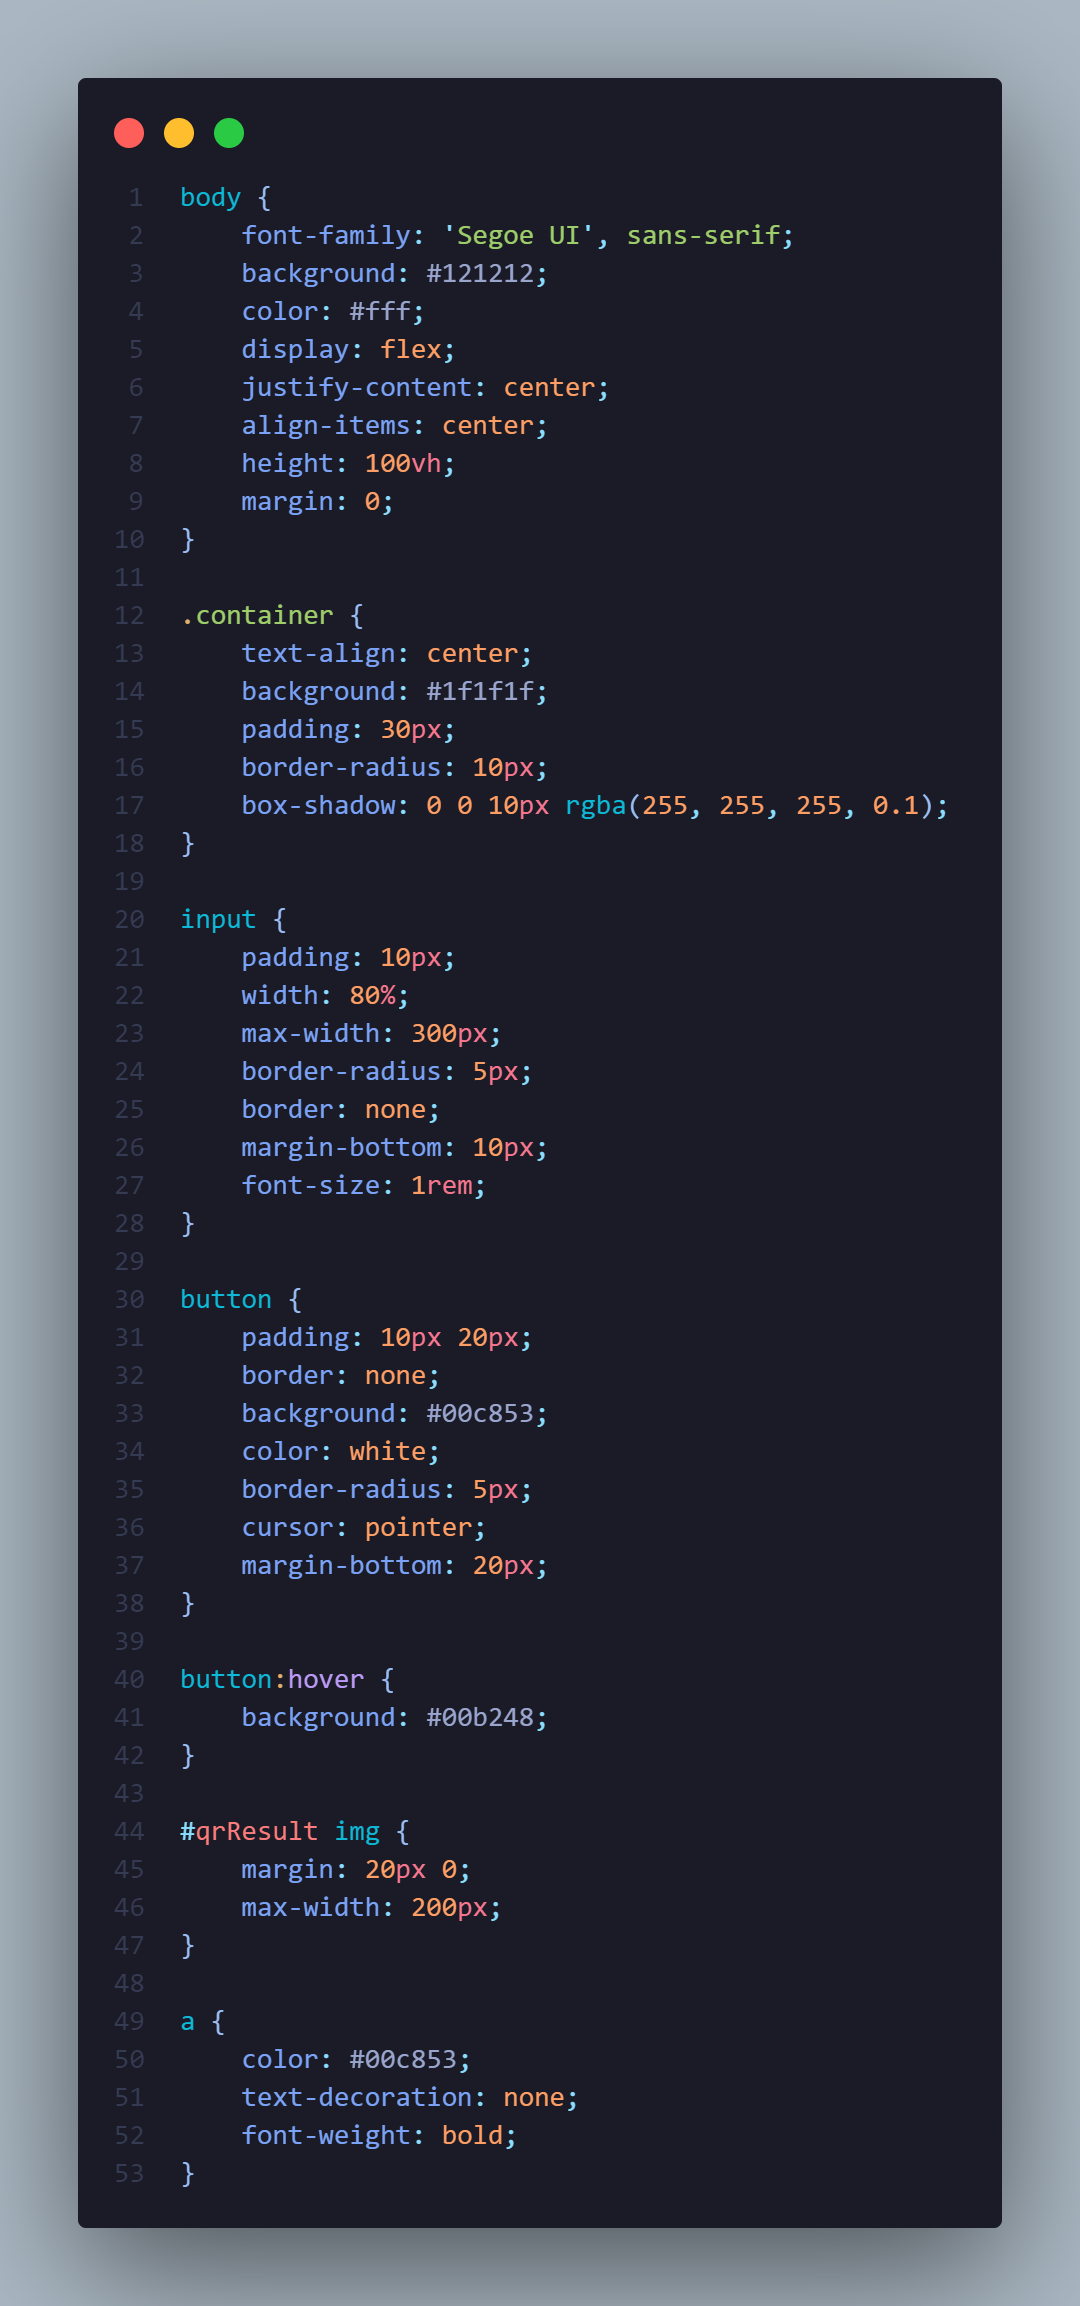 1 body {
2     font-family: 'Segoe UI', sans-serif;
3     background: #121212;
4     color: #fff;
5     display: flex;
6     justify-content: center;
7     align-items: center;
8     height: 100vh;
9     margin: 0;
10 }
11
12 .container {
13     text-align: center;
14     background: #1f1f1f;
15     padding: 30px;
16     border-radius: 10px;
17     box-shadow: 0 0 10px rgba(255, 255, 255, 0.1);
18 }
19
20 input {
21     padding: 10px;
22     width: 80%;
23     max-width: 300px;
24     border-radius: 5px;
25     border: none;
26     margin-bottom: 10px;
27     font-size: 1rem;
28 }
29
30 button {
31     padding: 10px 20px;
32     border: none;
33     background: #00c853;
34     color: white;
35     border-radius: 5px;
36     cursor: pointer;
37     margin-bottom: 20px;
38 }
39
40 button:hover {
41     background: #00b248;
42 }
43
44 #qrResult img {
45     margin: 20px 0;
46     max-width: 200px;
47 }
48
49 a {
50     color: #00c853;
51     text-decoration: none;
52     font-weight: bold;
53 }